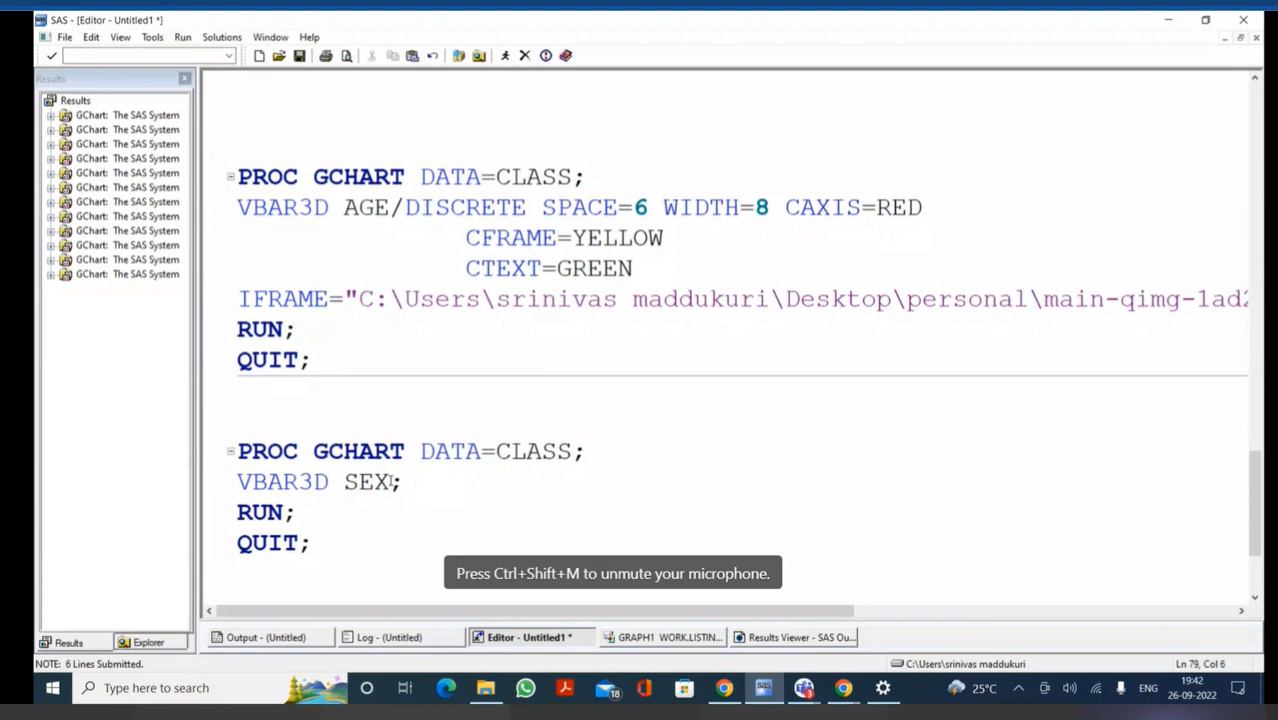 SAS - [Editor - Untitled1 *]
File Edit View Tools Run Solutions Window Help
Results
Results
GChart: The SAS System
GChart: The SAS System
GChart: The SAS System
GChart: The SAS System
GChart: The SAS System
GChart: The SAS System
GChart: The SAS System
GChart: The SAS System
GChart: The SAS System
GChart: The SAS System
GChart: The SAS System
GChart: The SAS System
PROC GCHART DATA=CLASS;
VBAR3D AGE/DISCRETE SPACE=6 WIDTH=8 CAXIS=RED
CFRAME=YELLOW
CTEXT=GREEN
IFRAME="C:\Users\srinivas maddukuri\Desktop\personal\main-qimg-1ad2
RUN;
QUIT;
PROC GCHART DATA=CLASS;
VBAR3D SEX;
RUN;
QUIT;
Press Ctrl+Shift+M to unmute your microphone.
Results Explorer
Output - (Untitled) Log - (Untitled) Editor - Untitled1 * GRAPH1 WORK.LISTIN... Results Viewer - SAS Ou...
NOTE: 6 Lines Submitted.
C:\Users\srinivas maddukuri
Ln 79, Col 6
Type here to search
18
sas
25°C
ENG
19:42
26-09-2022